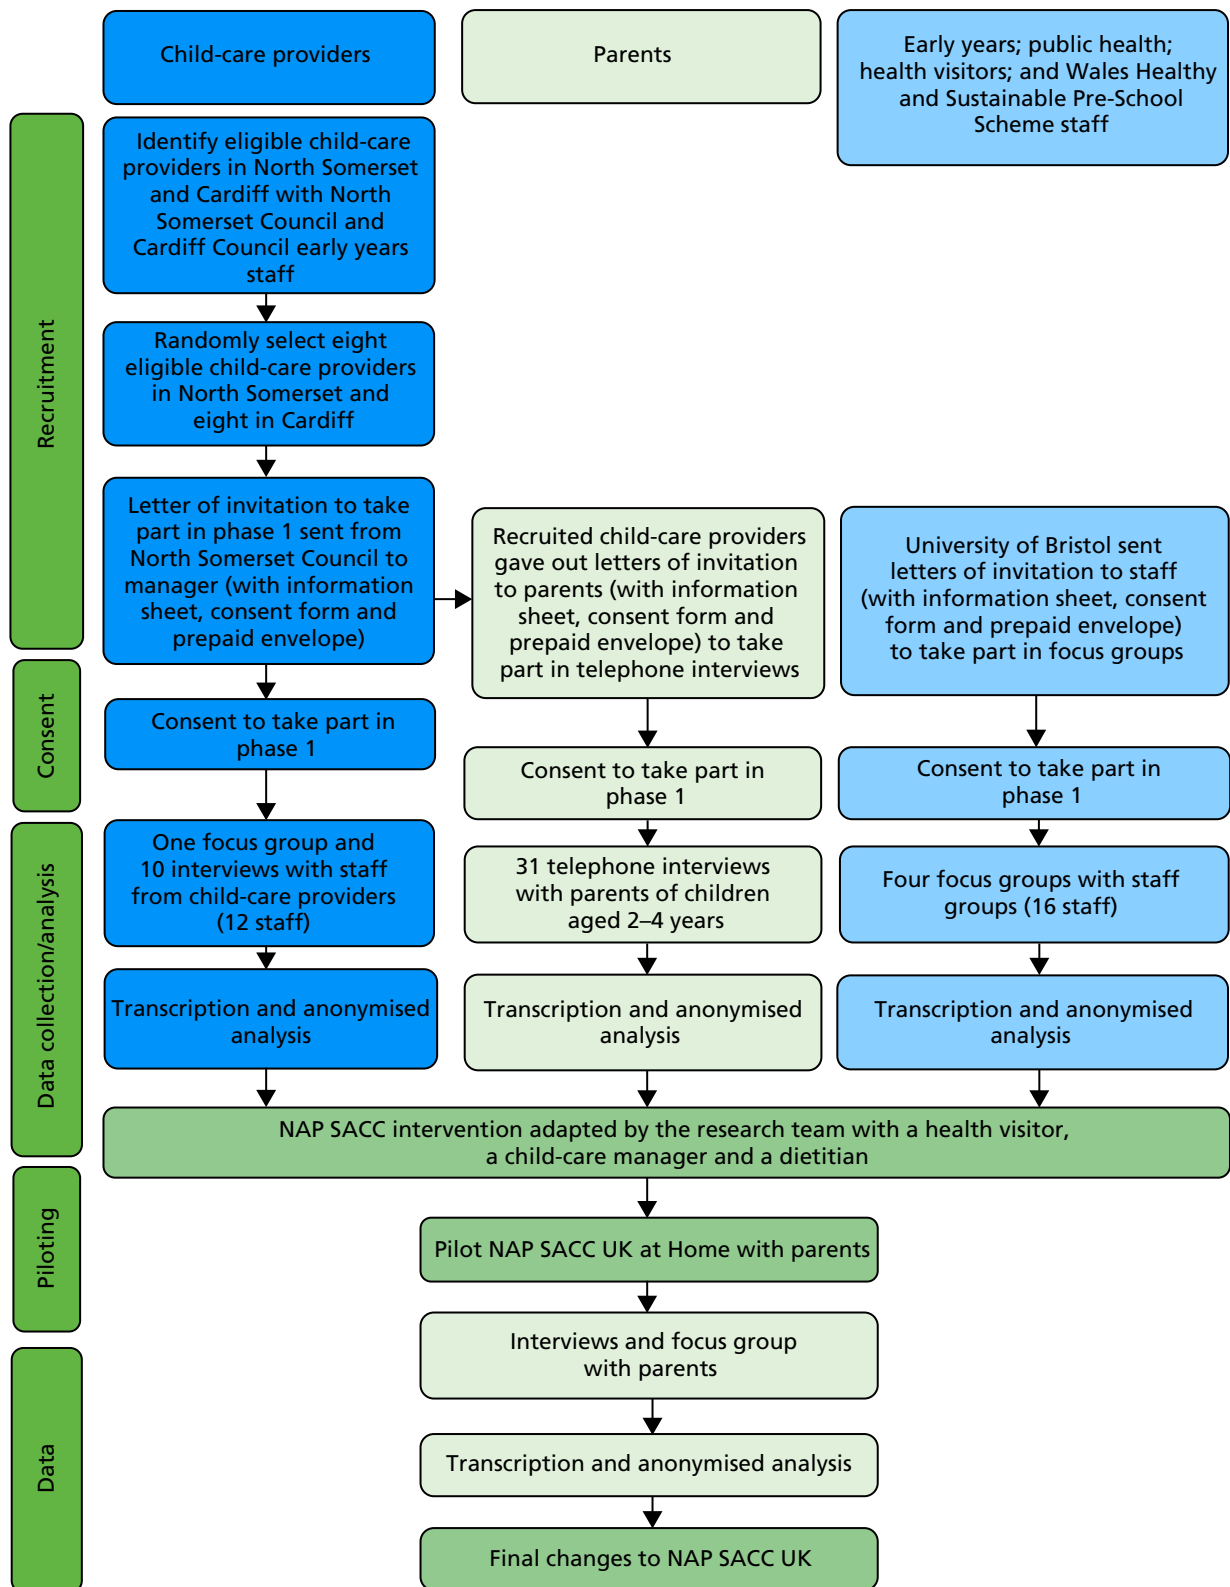 Child-care providers
Parents
Early years; public health;
health visitors; and Wales Healthy
and Sustainable Pre-School
Scheme staff
Recruitment
Identify eligible child-care
providers in North Somerset
and Cardiff with North
Somerset Council and
Cardiff Council early years
staff
Randomly select eight
eligible child-care providers
in North Somerset and
eight in Cardiff
Letter of invitation to take
part in phase 1 sent from
North Somerset Council to
manager (with information
sheet, consent form and
prepaid envelope)
Recruited child-care providers
gave out letters of invitation
to parents (with information
sheet, consent form and
prepaid envelope) to take
part in telephone interviews
University of Bristol sent
letters of invitation to staff
(with information sheet, consent
form and prepaid envelope)
to take part in focus groups
Consent
Consent to take part in
phase 1
Consent to take part in
phase 1
Consent to take part in
phase 1
Data collection/analysis
One focus group and
10 interviews with staff
from child-care providers
(12 staff)
31 telephone interviews
with parents of children
aged 2–4 years
Four focus groups with staff
groups (16 staff)
Transcription and anonymised
analysis
Transcription and anonymised
analysis
Transcription and anonymised
analysis
NAP SACC intervention adapted by the research team with a health visitor,
a child-care manager and a dietitian
Piloting
Pilot NAP SACC UK at Home with parents
Interviews and focus group
with parents
Data
Transcription and anonymised analysis
Final changes to NAP SACC UK